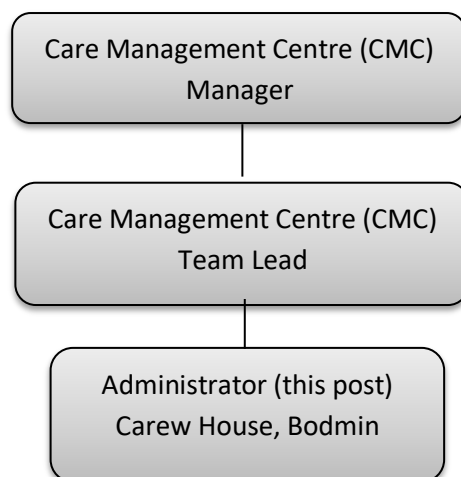 Care Management Centre (CMC)
Manager
Care Management Centre (CMC)
Team Lead
Administrator (this post)
Carew House, Bodmin